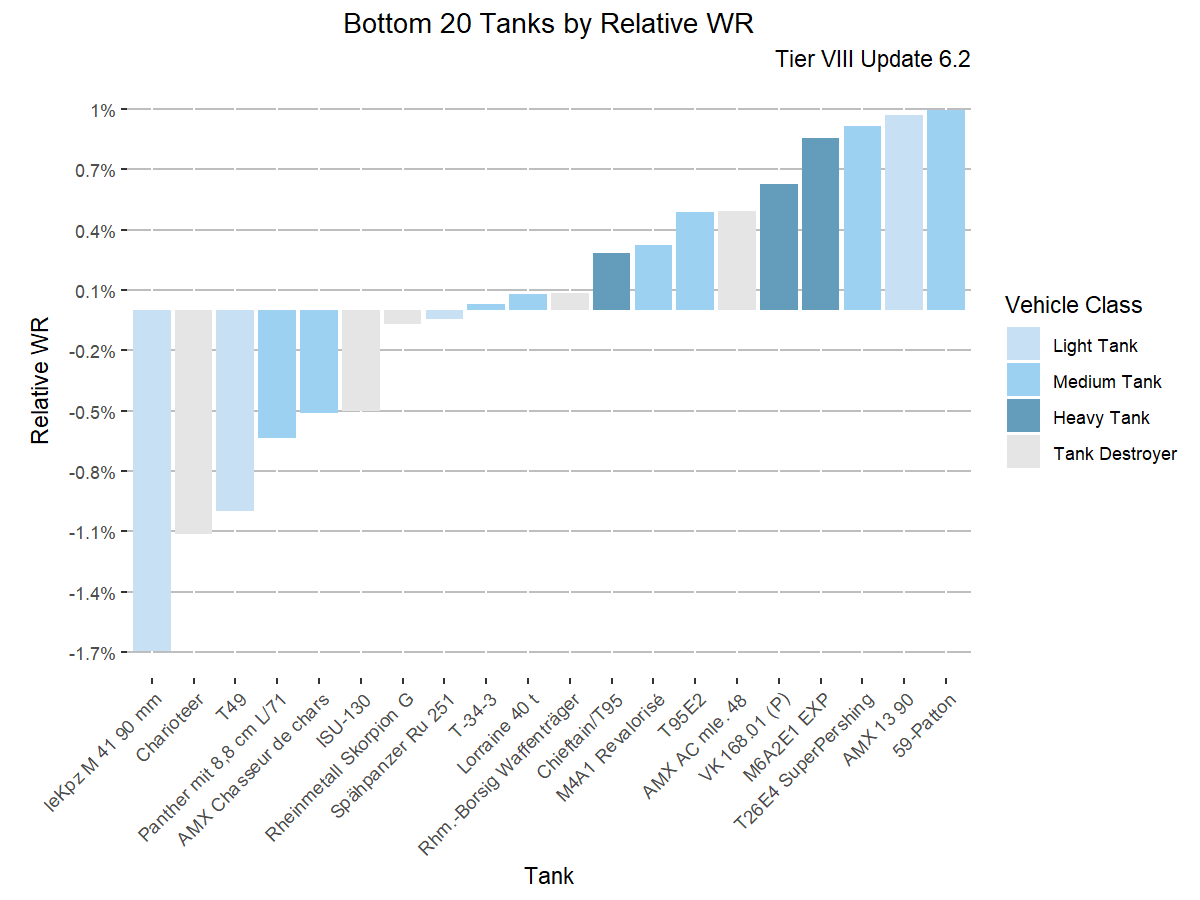 Bottom 20 Tanks by Relative WR
Tier VIII Update 6.2
1%
0.7%
0.4%
0.1%
-0.2%
-0.5%
-0.8%
-1.1%
-1.4%
-1.7%
Relative WR
leKpz M 41 90 mm
Charioteer
T49
Panther mit 8,8 cm L/71
AMX Chasseur de chars
ISU-130
Rheinmetall Skorpion G
Spähpanzer Ru 251
T-34-3
Lorraine 40 t
Rhm.-Borsig Waffenträger
Chieftain/T95
M4A1 Revalorisé
T95E2
AMX AC mle. 48
VK 168.01 (P)
M6A2E1 EXP
T26E4 SuperPershing
AMX 13 90
59-Patton
Tank
Vehicle Class
Light Tank
Medium Tank
Heavy Tank
Tank Destroyer